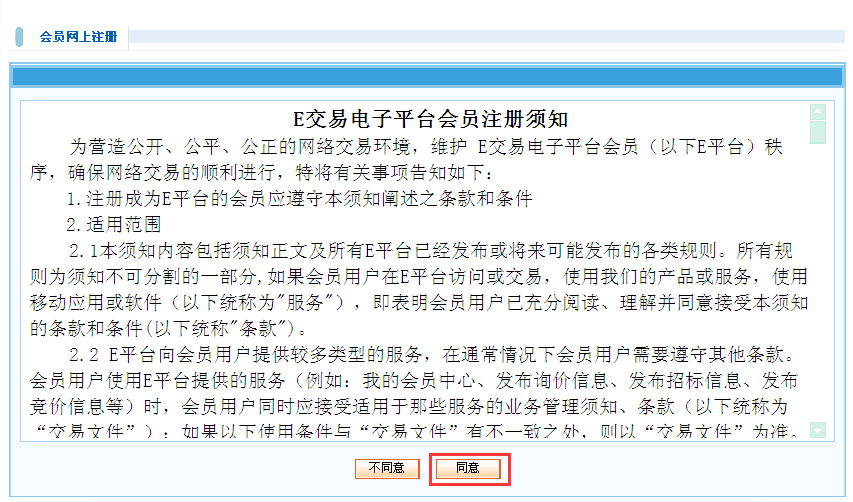 会员网上注册
E交易电子平台会员注册须知
为营造公开、公平、公正的网络交易环境，维护 E交易电子平台会员（以下E平台）秩
序，确保网络交易的顺利进行，特将有关事项告知如下：
1.注册成为E平台的会员应遵守本须知阐述之条款和条件
2.适用范围
2.1本须知内容包括须知正文及所有E平台已经发布或将来可能发布的各类规则。所有规
则为须知不可分割的一部分,如果会员用户在E平台访问或交易，使用我们的产品或服务，使用
移动应用或软件（以下统称为"服务"），即表明会员用户已充分阅读、理解并同意接受本须知
的条款和条件(以下统称"条款")。
2.2 E平台向会员用户提供较多类型的服务，在通常情况下会员用户需要遵守其他条款。
会员用户使用E平台提供的服务（例如：我的会员中心、发布询价信息、发布招标信息、发布
竞价信息等）时，会员用户同时应接受适用于那些服务的业务管理须知、条款（以下统称为
“交易文件”）；如果以下使用条件与“交易文件”有不一致之处，则以“交易文件”为准。
不同意
同意